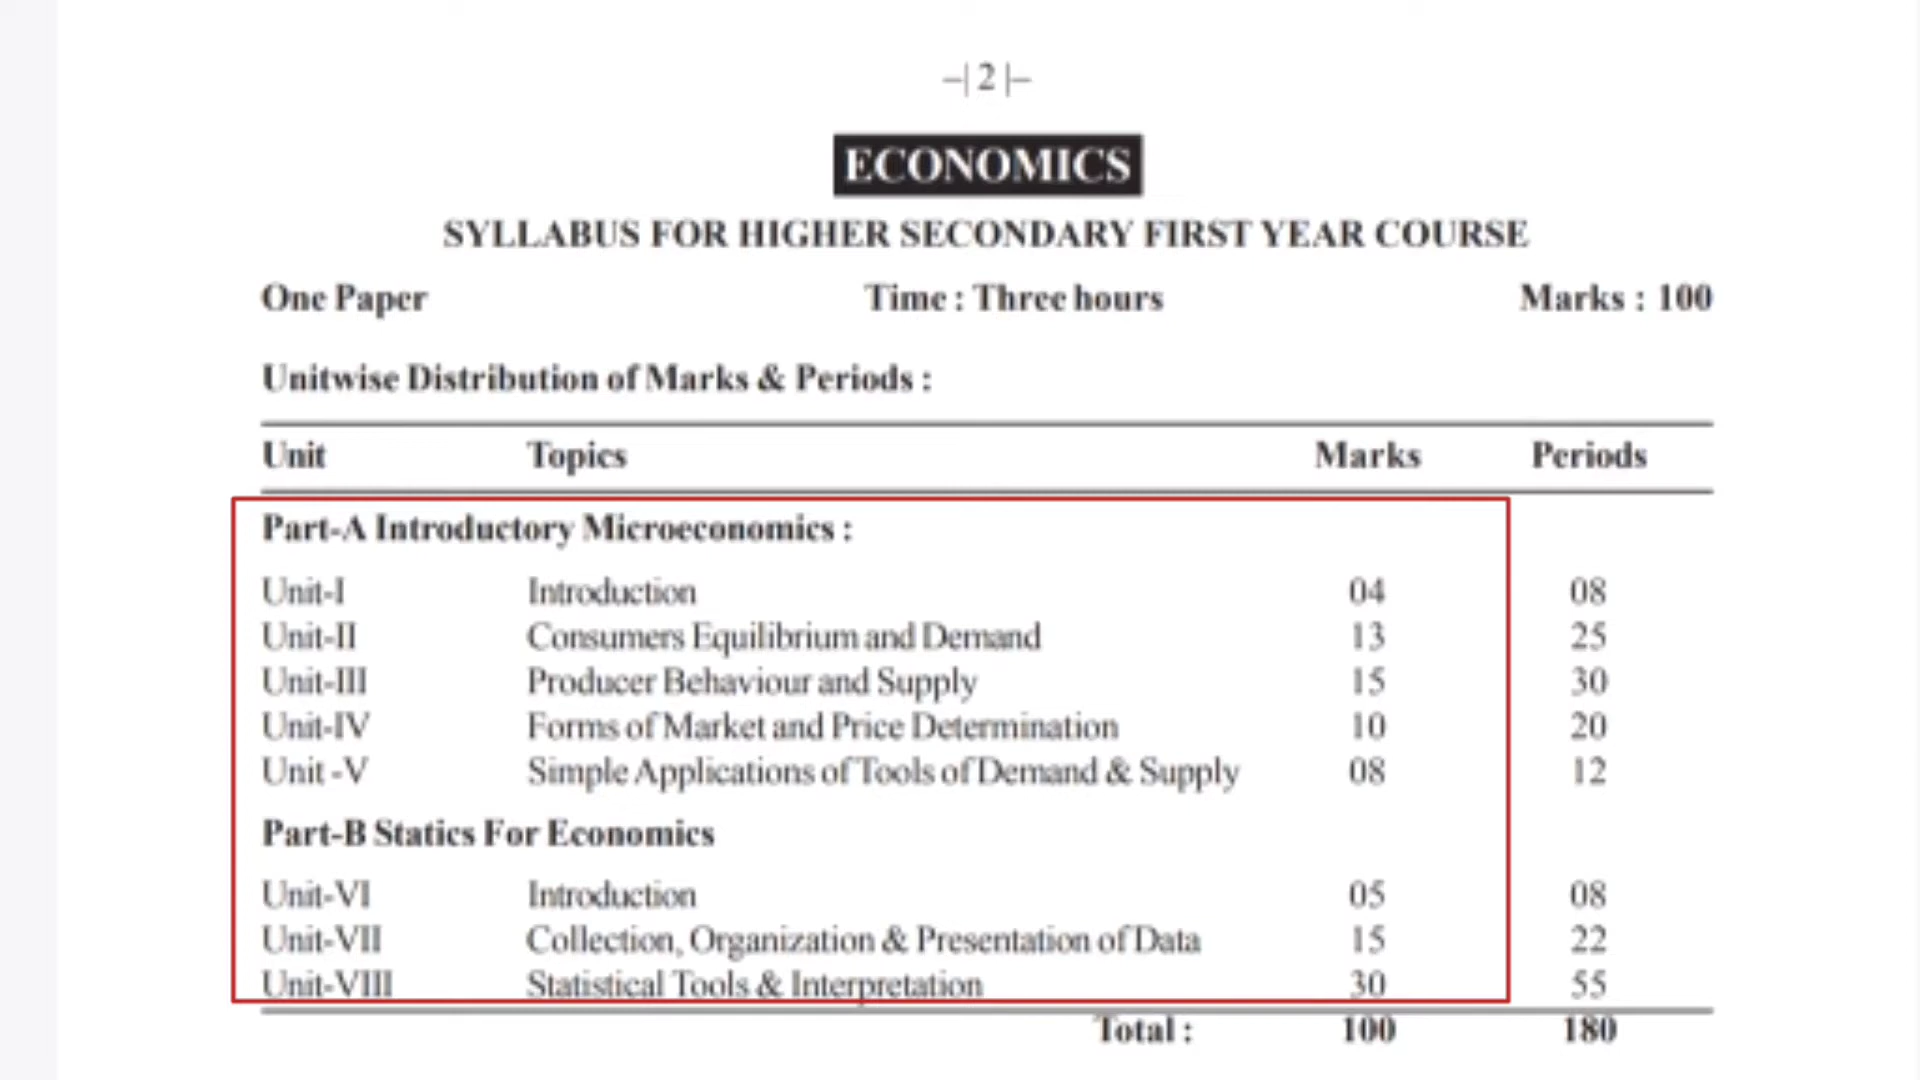 –| 2 |–
ECONOMICS
SYLLABUS FOR HIGHER SECONDARY FIRST YEAR COURSE
One Paper Time : Three hours Marks : 100
Unitwise Distribution of Marks & Periods :
Unit Topics Marks Periods
Part-A Introductory Microeconomics :
Unit-I Introduction 04 08
Unit-II Consumers Equilibrium and Demand 13 25
Unit-III Producer Behaviour and Supply 15 30
Unit-IV Forms of Market and Price Determination 10 20
Unit -V Simple Applications of Tools of Demand & Supply 08 12
Part-B Statics For Economics
Unit-VI Introduction 05 08
Unit-VII Collection, Organization & Presentation of Data 15 22
Unit-VIII Statistical Tools & Interpretation 30 55
Total : 100 180